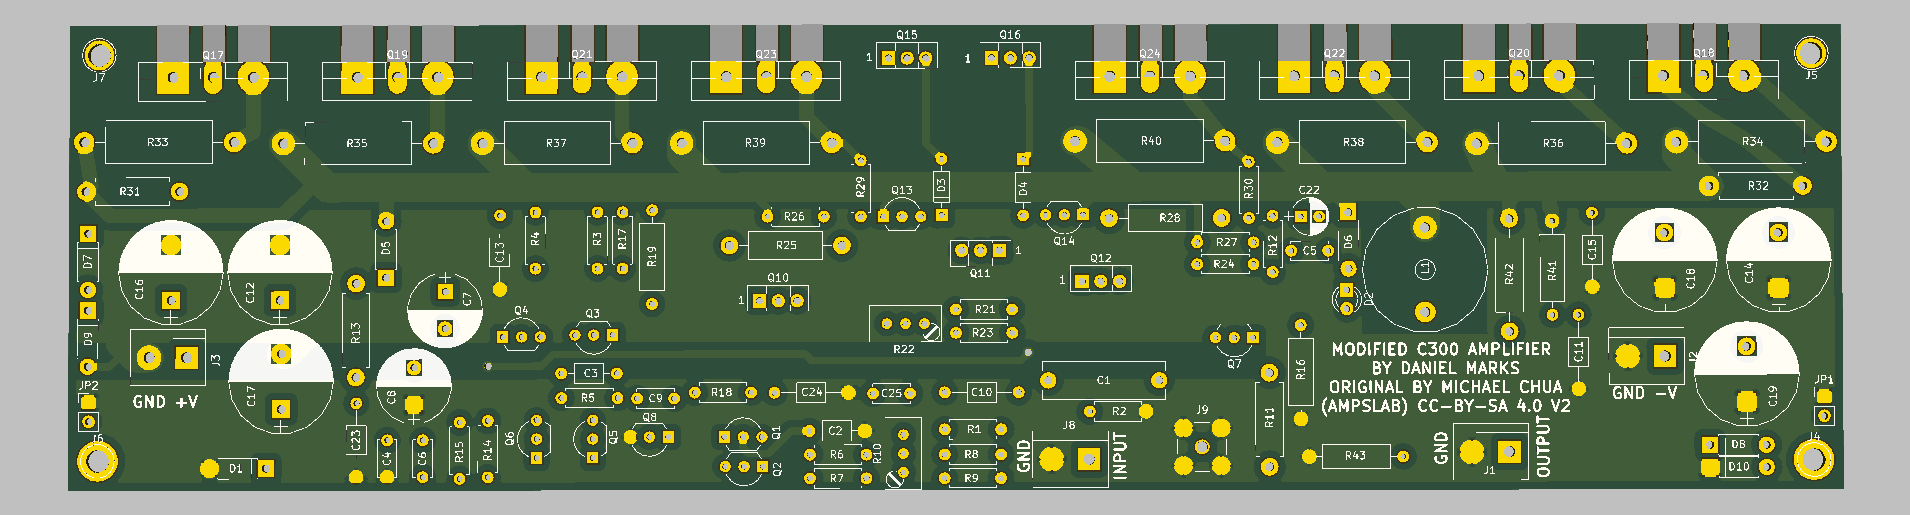 Q17
Q19
Q21
Q23
Q15
Q16
Q24
Q22
Q20
Q18
J7
1
1
J5
R33
R35
R37
R39
R40
R38
R36
R34
R31
R29
Q13
D3
D4
R30
C22
R32
D7
C16
C12
D5
C13
R4
R3
R17
R19
R26
R25
Q11
1
Q14
R28
R27
R24
R12
C5
D6
L1
R42
R41
C15
C18
C14
Q10
1
Q12
1
D2
D9
J3
R13
C7
Q4
Q3
R22
R21
R23
Q7
R16
C11
J2
MODIFIED C300 AMPLIFIER
BY DANIEL MARKS
ORIGINAL BY MICHAEL CHUA
(AMPSLAB) CC-BY-SA 4.0 V2
GND +V
GND -V
JP2
C17
C8
C3
R5
C9
R18
C24
C25
C10
C1
R2
R11
C19
JP1
J6
C23
C4
C6
R15
R14
Q6
Q5
Q8
Q1
Q2
C2
R6
R7
R10
R1
R8
R9
GND
J8
INPUT
J9
R43
GND
J1
OUTPUT
D8
D10
J4
D1